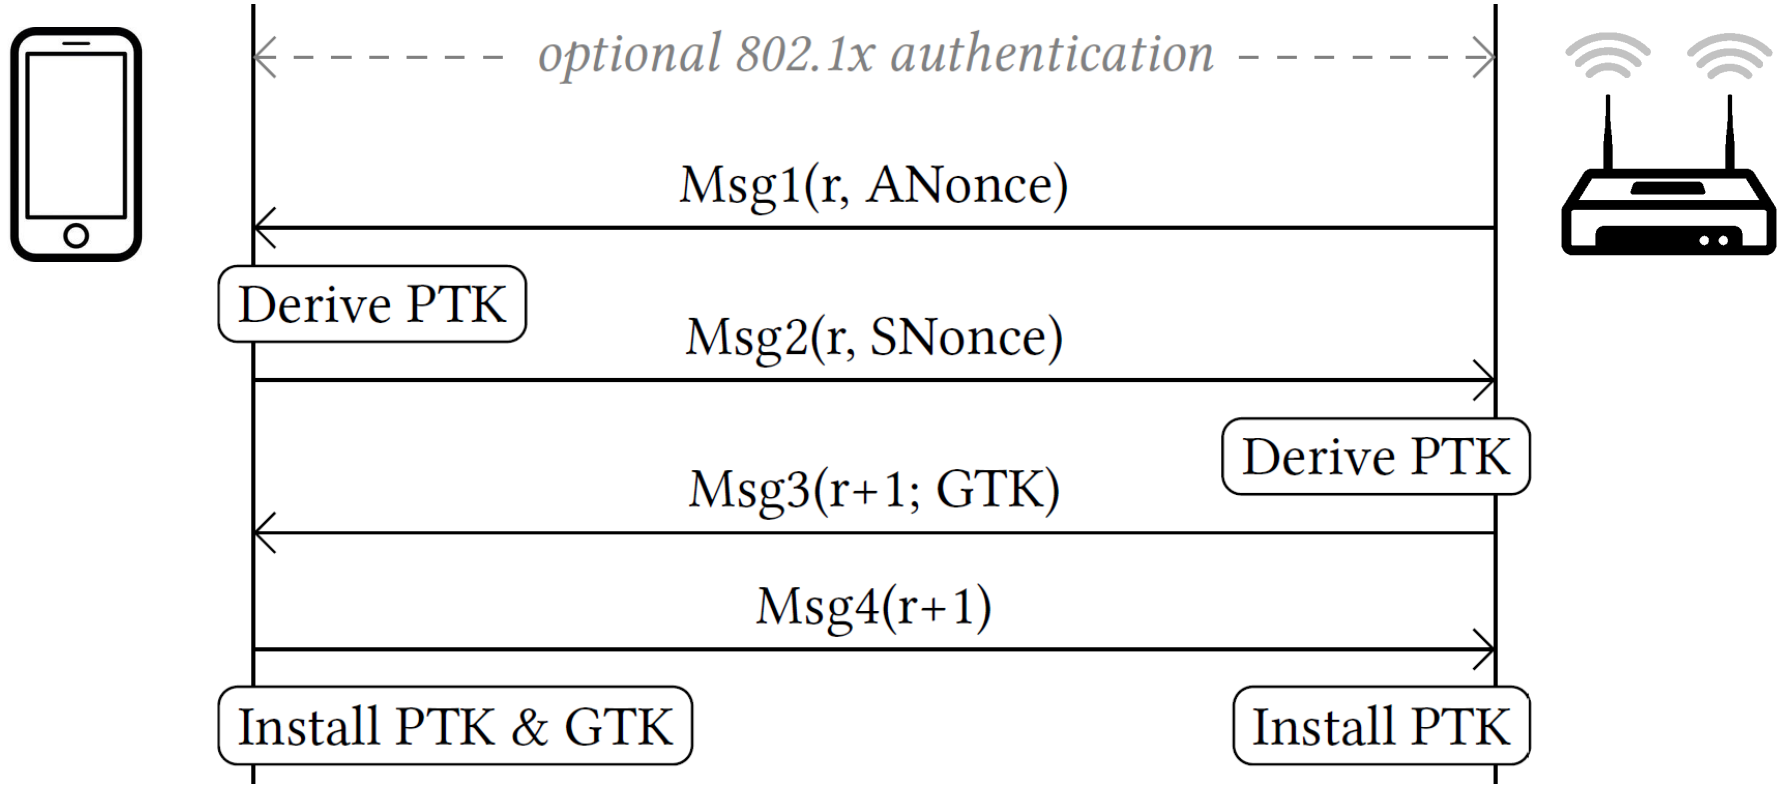 optional 802.1x authentication
Msg1(r, ANonce)
Derive PTK
Msg2(r, SNonce)
Derive PTK
Msg3(r+1; GTK)
Msg4(r+1)
Install PTK & GTK
Install PTK